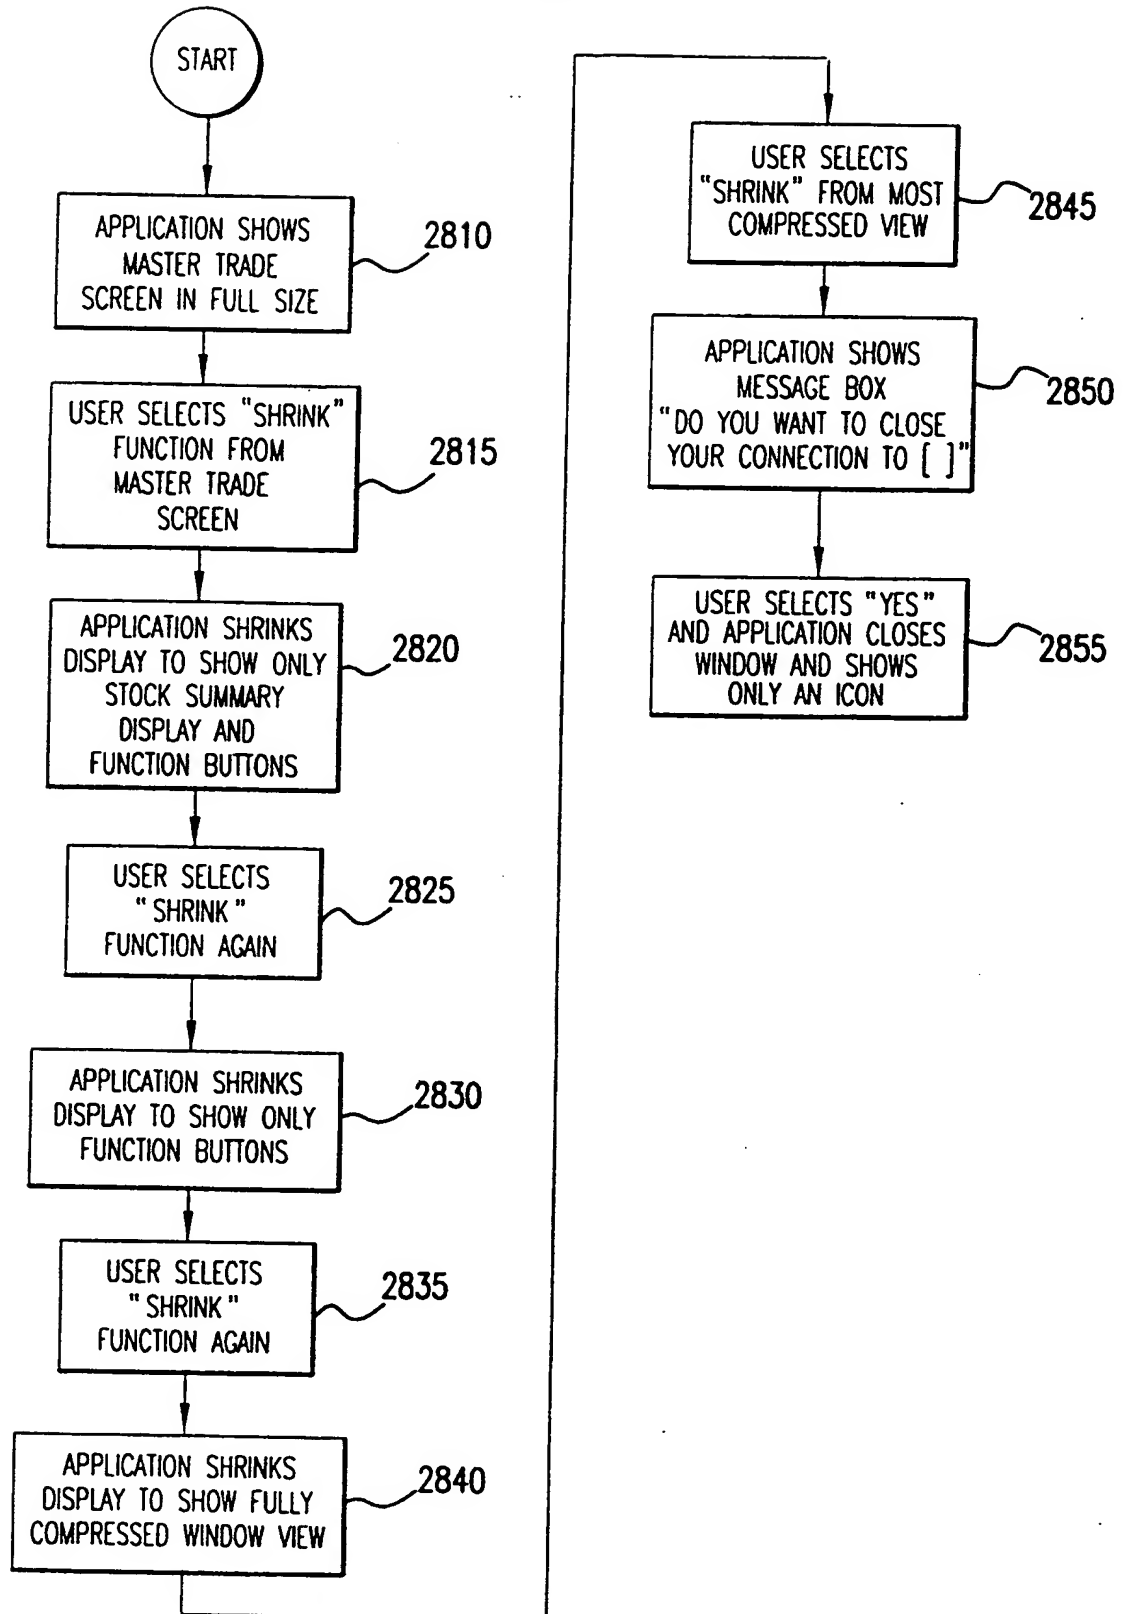 START
APPLICATION SHOWS
MASTER TRADE
SCREEN IN FULL SIZE
2810
USER SELECTS "SHRINK"
FUNCTION FROM
MASTER TRADE
SCREEN
2815
APPLICATION SHRINKS
DISPLAY TO SHOW ONLY
STOCK SUMMARY
DISPLAY AND
FUNCTION BUTTONS
2820
USER SELECTS
"SHRINK"
FUNCTION AGAIN
2825
APPLICATION SHRINKS
DISPLAY TO SHOW ONLY
FUNCTION BUTTONS
2830
USER SELECTS
"SHRINK"
FUNCTION AGAIN
2835
APPLICATION SHRINKS
DISPLAY TO SHOW FULLY
COMPRESSED WINDOW VIEW
2840
USER SELECTS
"SHRINK" FROM MOST
COMPRESSED VIEW
2845
APPLICATION SHOWS
MESSAGE BOX
"DO YOU WANT TO CLOSE
YOUR CONNECTION TO [ ]"
2850
USER SELECTS "YES"
AND APPLICATION CLOSES
WINDOW AND SHOWS
ONLY AN ICON
2855